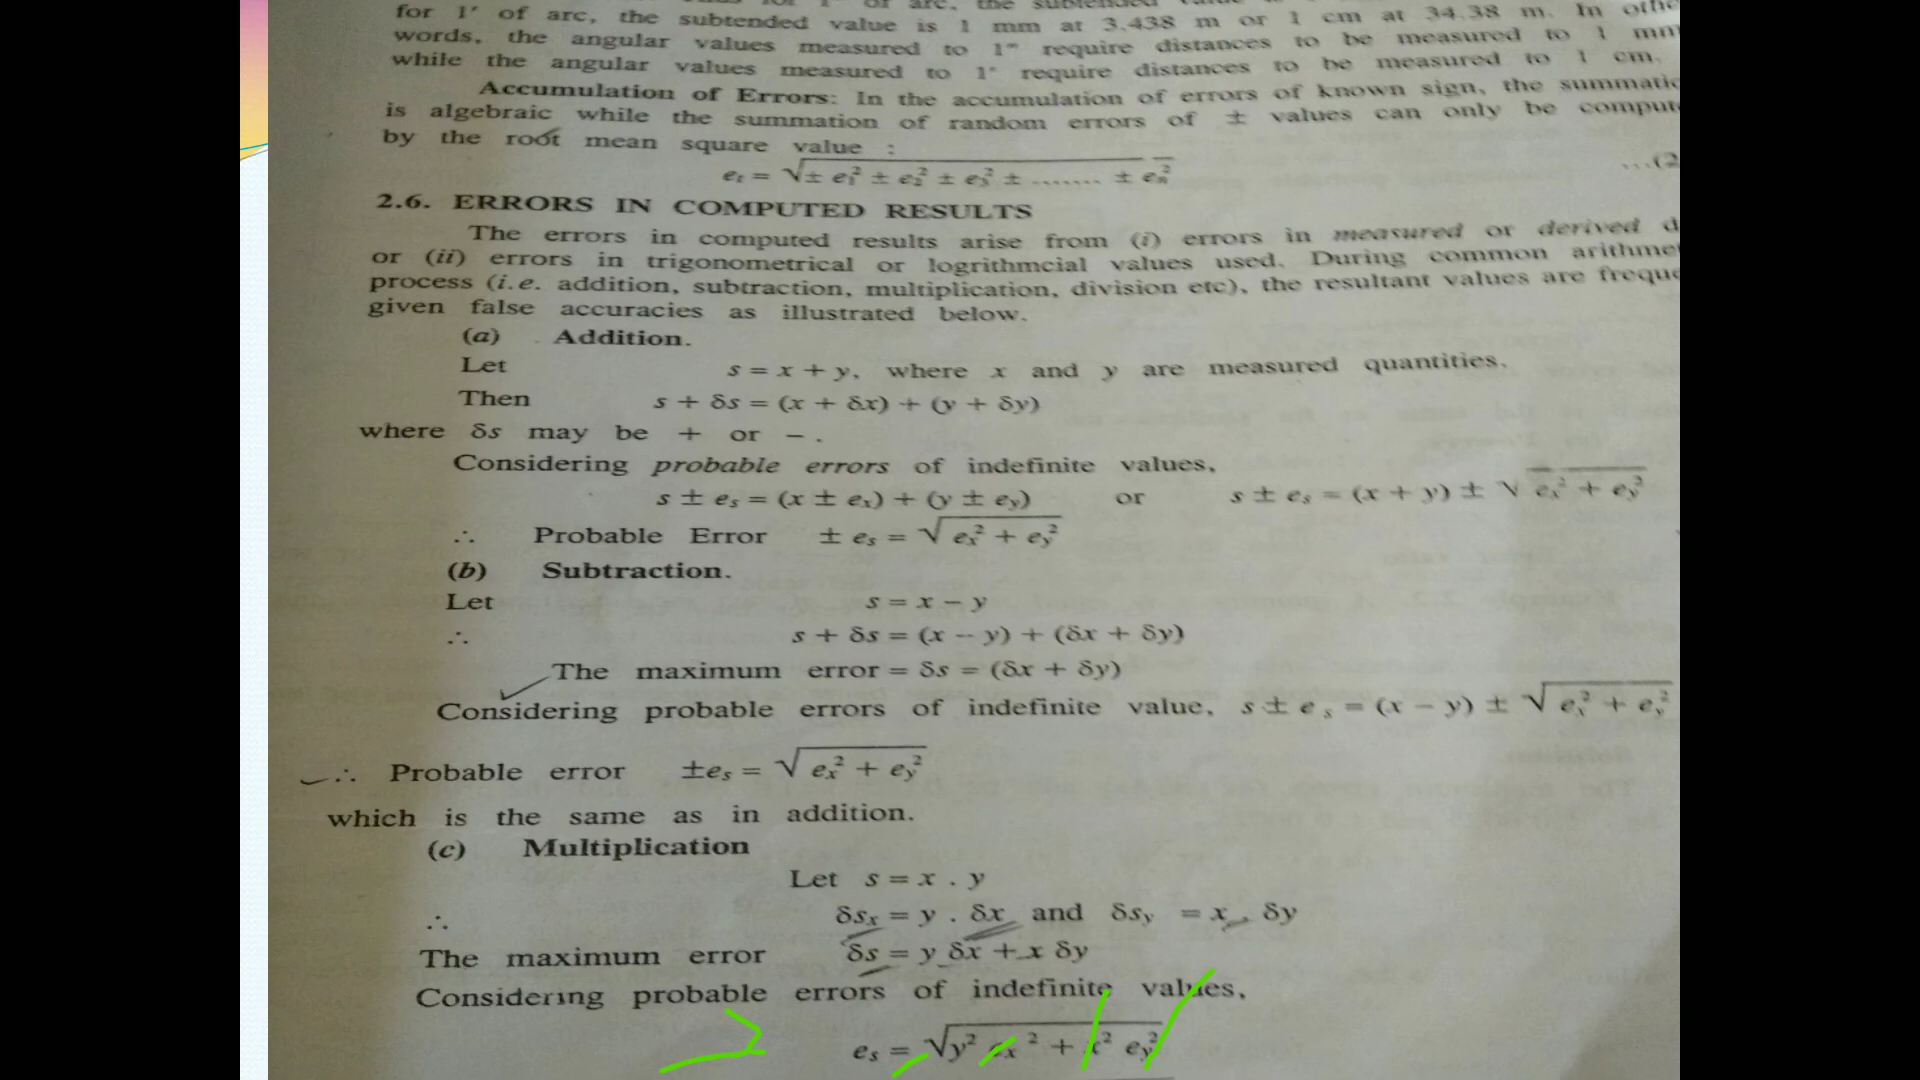 for 1′ of arc, the subtended value is 1 mm at 3.438 m or 1 cm at 34.38 m. In
words, the angular values measured to 1″ require distances to be measured to 1 mm
while the angular values measured to 1′ require distances to be measured to 1 cm.
Accumulation of Errors: In the accumulation of errors of known sign, the
is algebraic while the summation of random errors of ± values can only be
by the root mean square value :
eₜ = √± e₁² ± e₂² ± e₃² ± ....... ± eₙ² ...(2
2.6. ERRORS IN COMPUTED RESULTS
The errors in computed results arise from (i) errors in measured or derived d
or (ii) errors in trigonometrical or logrithmcial values used. During common
process (i.e. addition, subtraction, multiplication, division etc), the resultant values are
given false accuracies as illustrated below.
(a) Addition.
Let s = x + y, where x and y are measured quantities.
Then s + δs = (x + δx) + (y + δy)
where δs may be + or − .
Considering probable errors of indefinite values,
s ± eₛ = (x ± eₓ) + (y ± e_y) or s ± eₛ = (x + y) ± √ eₓ² + e_y²
∴ Probable Error ± eₛ = √ eₓ² + e_y²
(b) Subtraction.
Let s = x − y
∴ s + δs = (x − y) + (δx + δy)
The maximum error = δs = (δx + δy)
Considering probable errors of indefinite value, s ± e ₛ = (x − y) ± √ eₓ² + e_y²
∴ Probable error ±eₛ = √ eₓ² + e_y²
which is the same as in addition.
(c) Multiplication
Let s = x . y
∴ δsₓ = y . δx and δs_y = x . δy
The maximum error δs = y δx + x δy
Considering probable errors of indefinite values,
eₛ = √y² eₓ² + x² e_y²